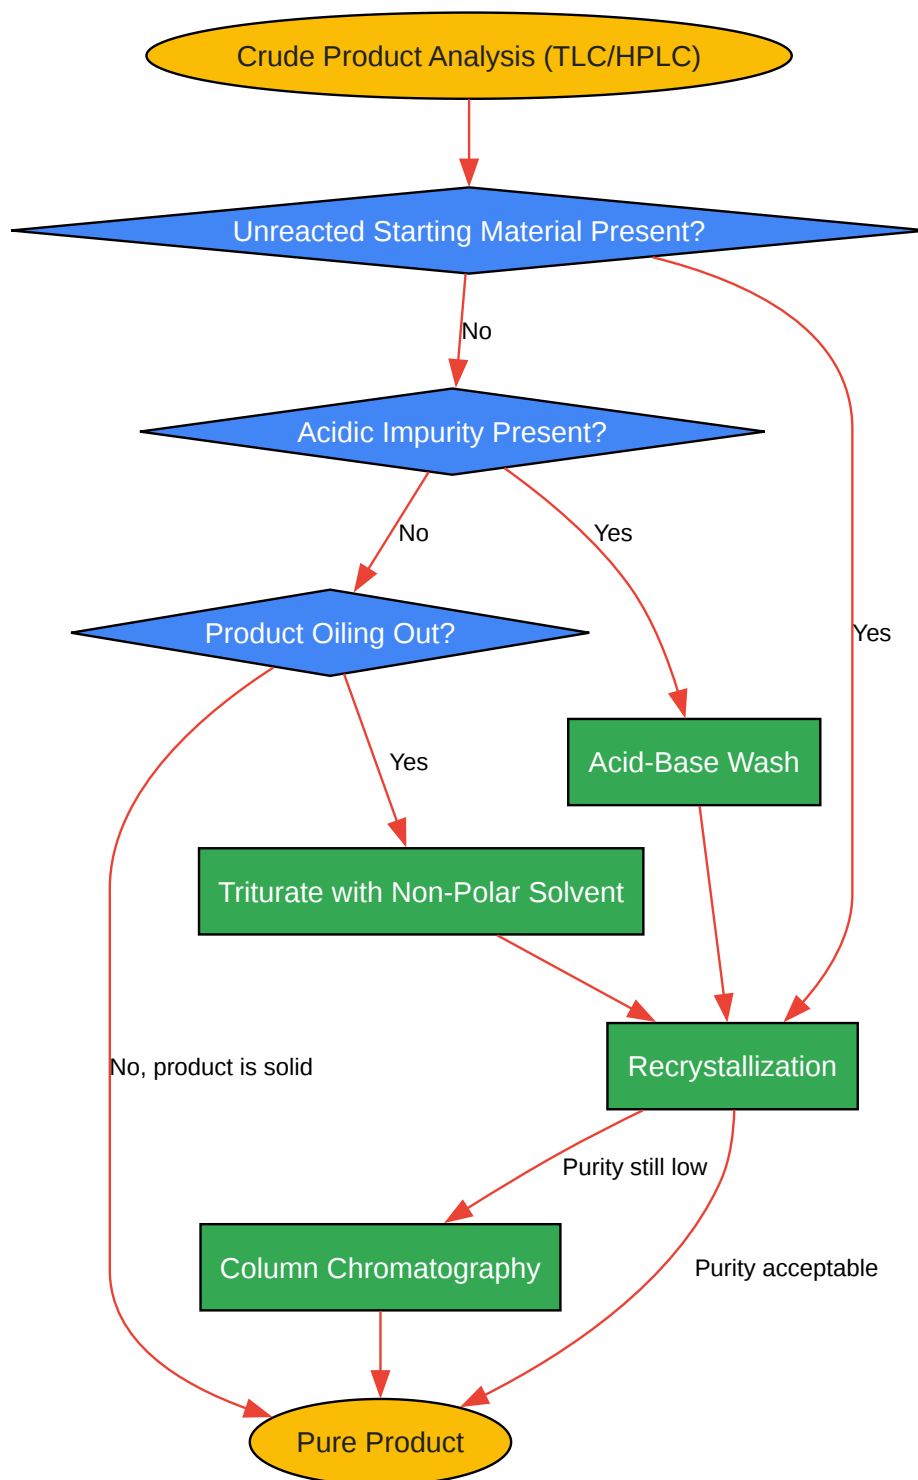 Crude Product Analysis (TLC/HPLC)
Unreacted Starting Material Present?
No
Acidic Impurity Present?
No
Yes
Product Oiling Out?
Yes
Yes
Acid-Base Wash
Triturate with Non-Polar Solvent
No, product is solid
Recrystallization
Purity still low
Column Chromatography
Purity acceptable
Pure Product